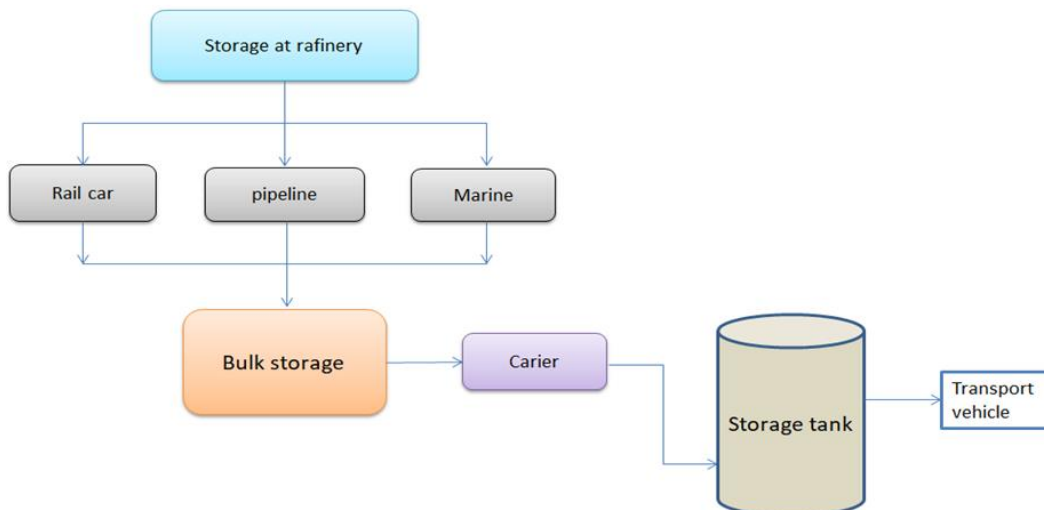 Storage at rafinery
Rail car
pipeline
Marine
Bulk storage
Carier
Storage tank
Transport
vehicle